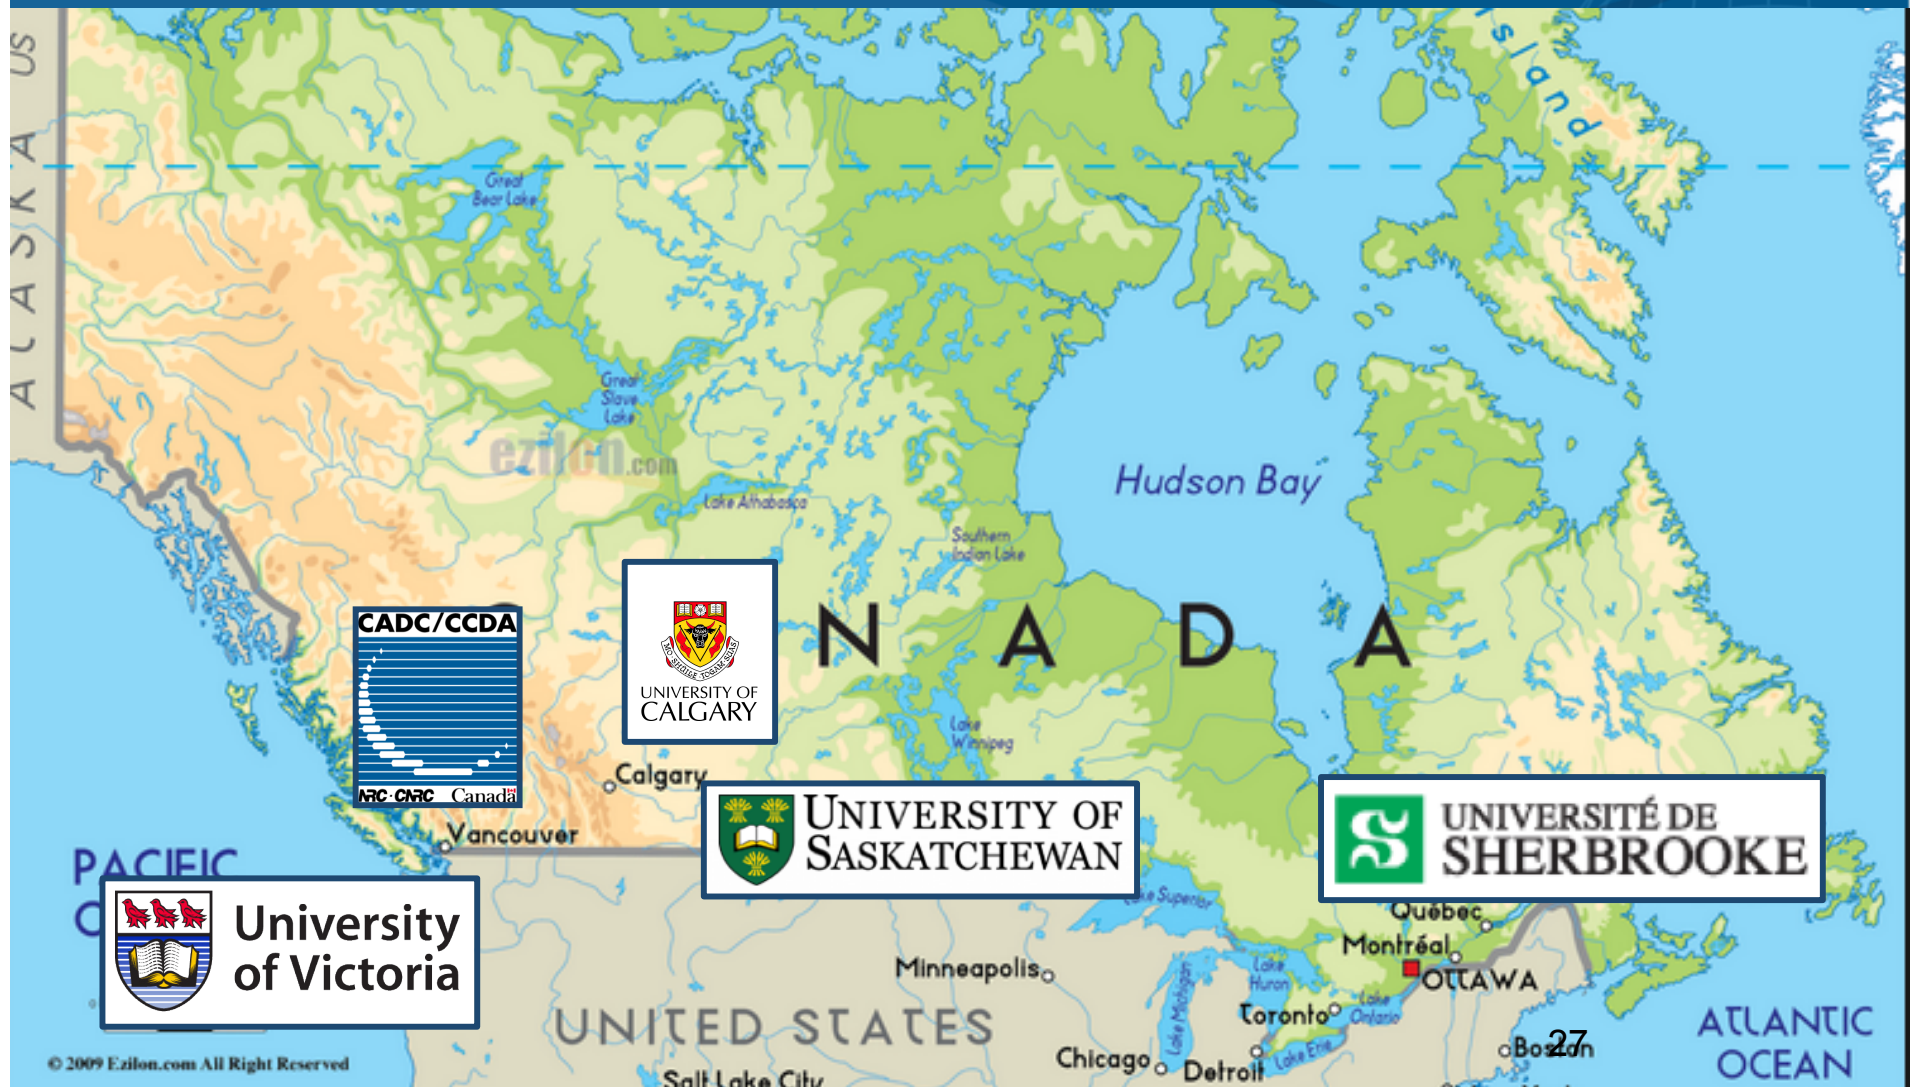 Island
ALASKA US
Great
Bear Lake
Great
Slave
Lake
ezilon.com
Lake Athabasca
Hudson Bay
Southern
Indian Lake
CADC/CCDA
NRC·CNRC Canada
UNIVERSITY OF
CALGARY
N A D A
Lake
Winnipeg
Calgary
Vancouver
UNIVERSITY OF
SASKATCHEWAN
UNIVERSITÉ DE
SHERBROOKE
PACIFIC
University
of Victoria
Lake Superior
Québec
Montréal
OTTAWA
Minneapolis
Lake Michigan
Lake
Huron
Toronto
Lake
Ontario
UNITED STATES
ATLANTIC
OCEAN
Chicago
Detroit
Lake Erie
Boston
27
© 2009 Ezilon.com All Right Reserved
Salt Lake City